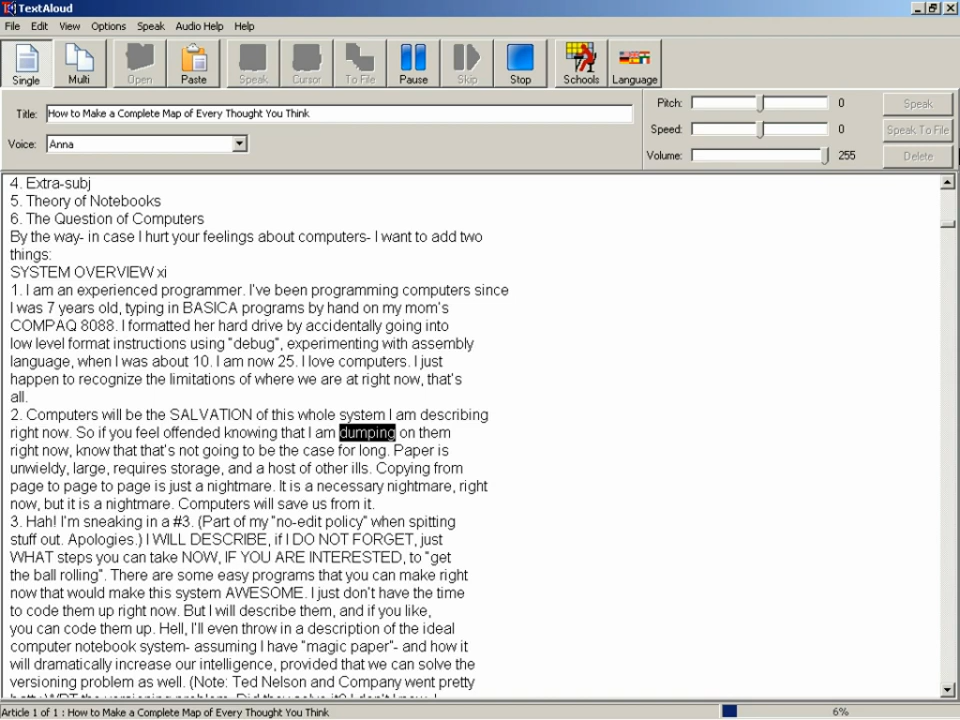 TextAloud
File Edit View Options Speak Audio Help Help
Single Multi Open Paste Speak Cursor To File Pause Skip Stop Schools Language
Title: How to Make a Complete Map of Every Thought You Think
Voice: Anna
Pitch: 0 Speak
Speed: 0 Speak To File
Volume: 255 Delete
4. Extra-subj
5. Theory of Notebooks
6. The Question of Computers
By the way- in case I hurt your feelings about computers- I want to add two
things:
SYSTEM OVERVIEW xi
1. I am an experienced programmer. I've been programming computers since
I was 7 years old, typing in BASICA programs by hand on my mom's
COMPAQ 8088. I formatted her hard drive by accidentally going into
low level format instructions using "debug", experimenting with assembly
language, when I was about 10. I am now 25. I love computers. I just
happen to recognize the limitations of where we are at right now, that's
all.
2. Computers will be the SALVATION of this whole system I am describing
right now. So if you feel offended knowing that I am dumping on them
right now, know that that's not going to be the case for long. Paper is
unwieldy, large, requires storage, and a host of other ills. Copying from
page to page to page is just a nightmare. It is a necessary nightmare, right
now, but it is a nightmare. Computers will save us from it.
3. Hah! I'm sneaking in a #3. (Part of my "no-edit policy" when spitting
stuff out. Apologies.) I WILL DESCRIBE, if I DO NOT FORGET, just
WHAT steps you can take NOW, IF YOU ARE INTERESTED, to "get
the ball rolling". There are some easy programs that you can make right
now that would make this system AWESOME. I just don't have the time
to code them up right now. But I will describe them, and if you like,
you can code them up. Hell, I'll even throw in a description of the ideal
computer notebook system- assuming I have "magic paper"- and how it
will dramatically increase our intelligence, provided that we can solve the
versioning problem as well. (Note: Ted Nelson and Company went pretty
batty WRT the versioning problem. Did they solve it? I don't know. I
Article 1 of 1 : How to Make a Complete Map of Every Thought You Think 6%